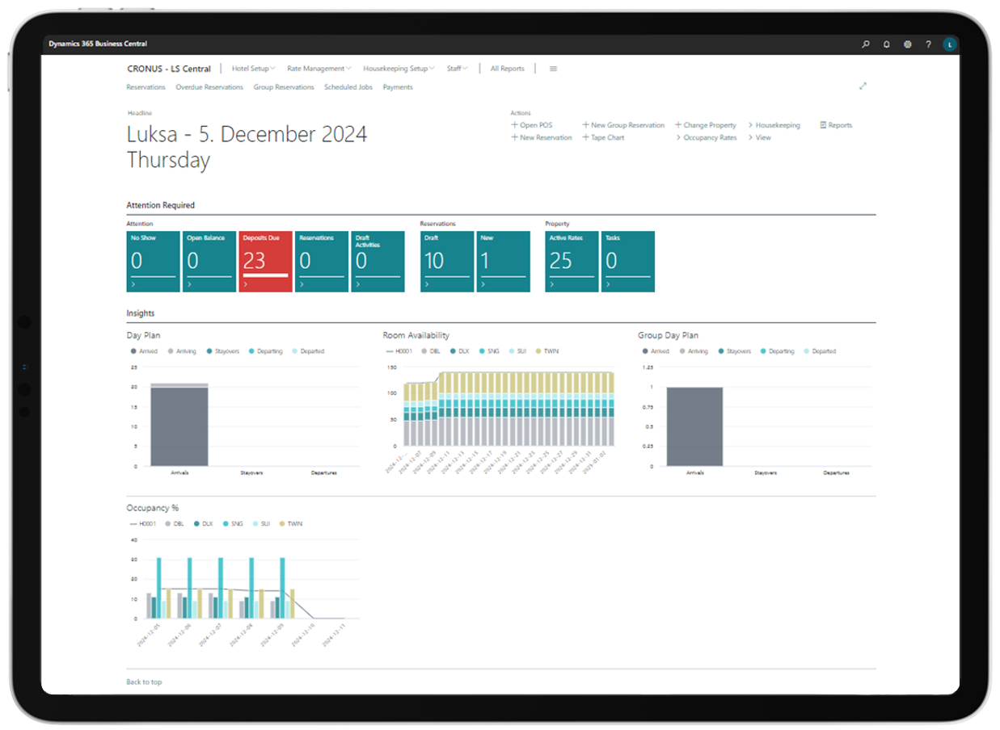 Dynamics 365 Business Central
? L
CRONUS - LS Central Hotel Setup Rate Management Housekeeping Setup Staff All Reports
Reservations Overdue Reservations Group Reservations Scheduled Jobs Payments
Headline
Luksa - 5. December 2024
Thursday
Actions
+ Open POS + New Group Reservation + Change Property > Housekeeping Reports
+ New Reservation + Tape Chart > Occupancy Rates > View
Attention Required
Attention Reservations Property
No Show Open Balance Deposits Due Reservations Draft Activities Draft New Active Rates Tasks
0 0 23 0 0 10 1 25 0
Insights
Day Plan
Arrived Arriving Stayovers Departing Departed
25
20
15
10
5
0
Arrivals Stayovers Departures
Room Availability
H0001 DBL DLX SNG SUI TWIN
150
100
50
0
2024-12-... 2024-12-07 2024-12-09 2024-12-11 2024-12-13 2024-12-15 2024-12-17 2024-12-19 2024-12-21 2024-12-23 2024-12-25 2024-12-27 2024-12-29 2024-12-31 2025-01-02
Group Day Plan
Arrived Arriving Stayovers Departing Departed
1.25
1
0.75
0.5
0.25
0
Arrivals Stayovers Departures
Occupancy %
H0001 DBL DLX SNG SUI TWIN
40
30
20
10
0
2024-12-05 2024-12-06 2024-12-07 2024-12-08 2024-12-09 2024-12-10 2024-12-11
Back to top